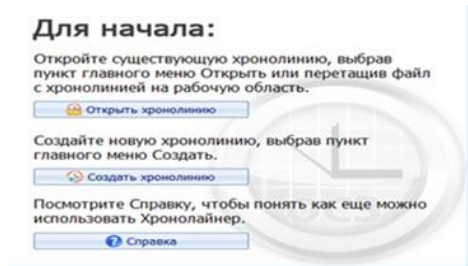 Для начала:
Откройте существующую хронолинию, выбрав
пункт главного меню Открыть или перетащив файл
с хронолинией на рабочую область.
Открыть хронолинию
Создайте новую хронолинию, выбрав пункт
главного меню Создать.
Создать хронолинию
Посмотрите Справку, чтобы понять как еще можно
использовать Хронолайнер.
Справка